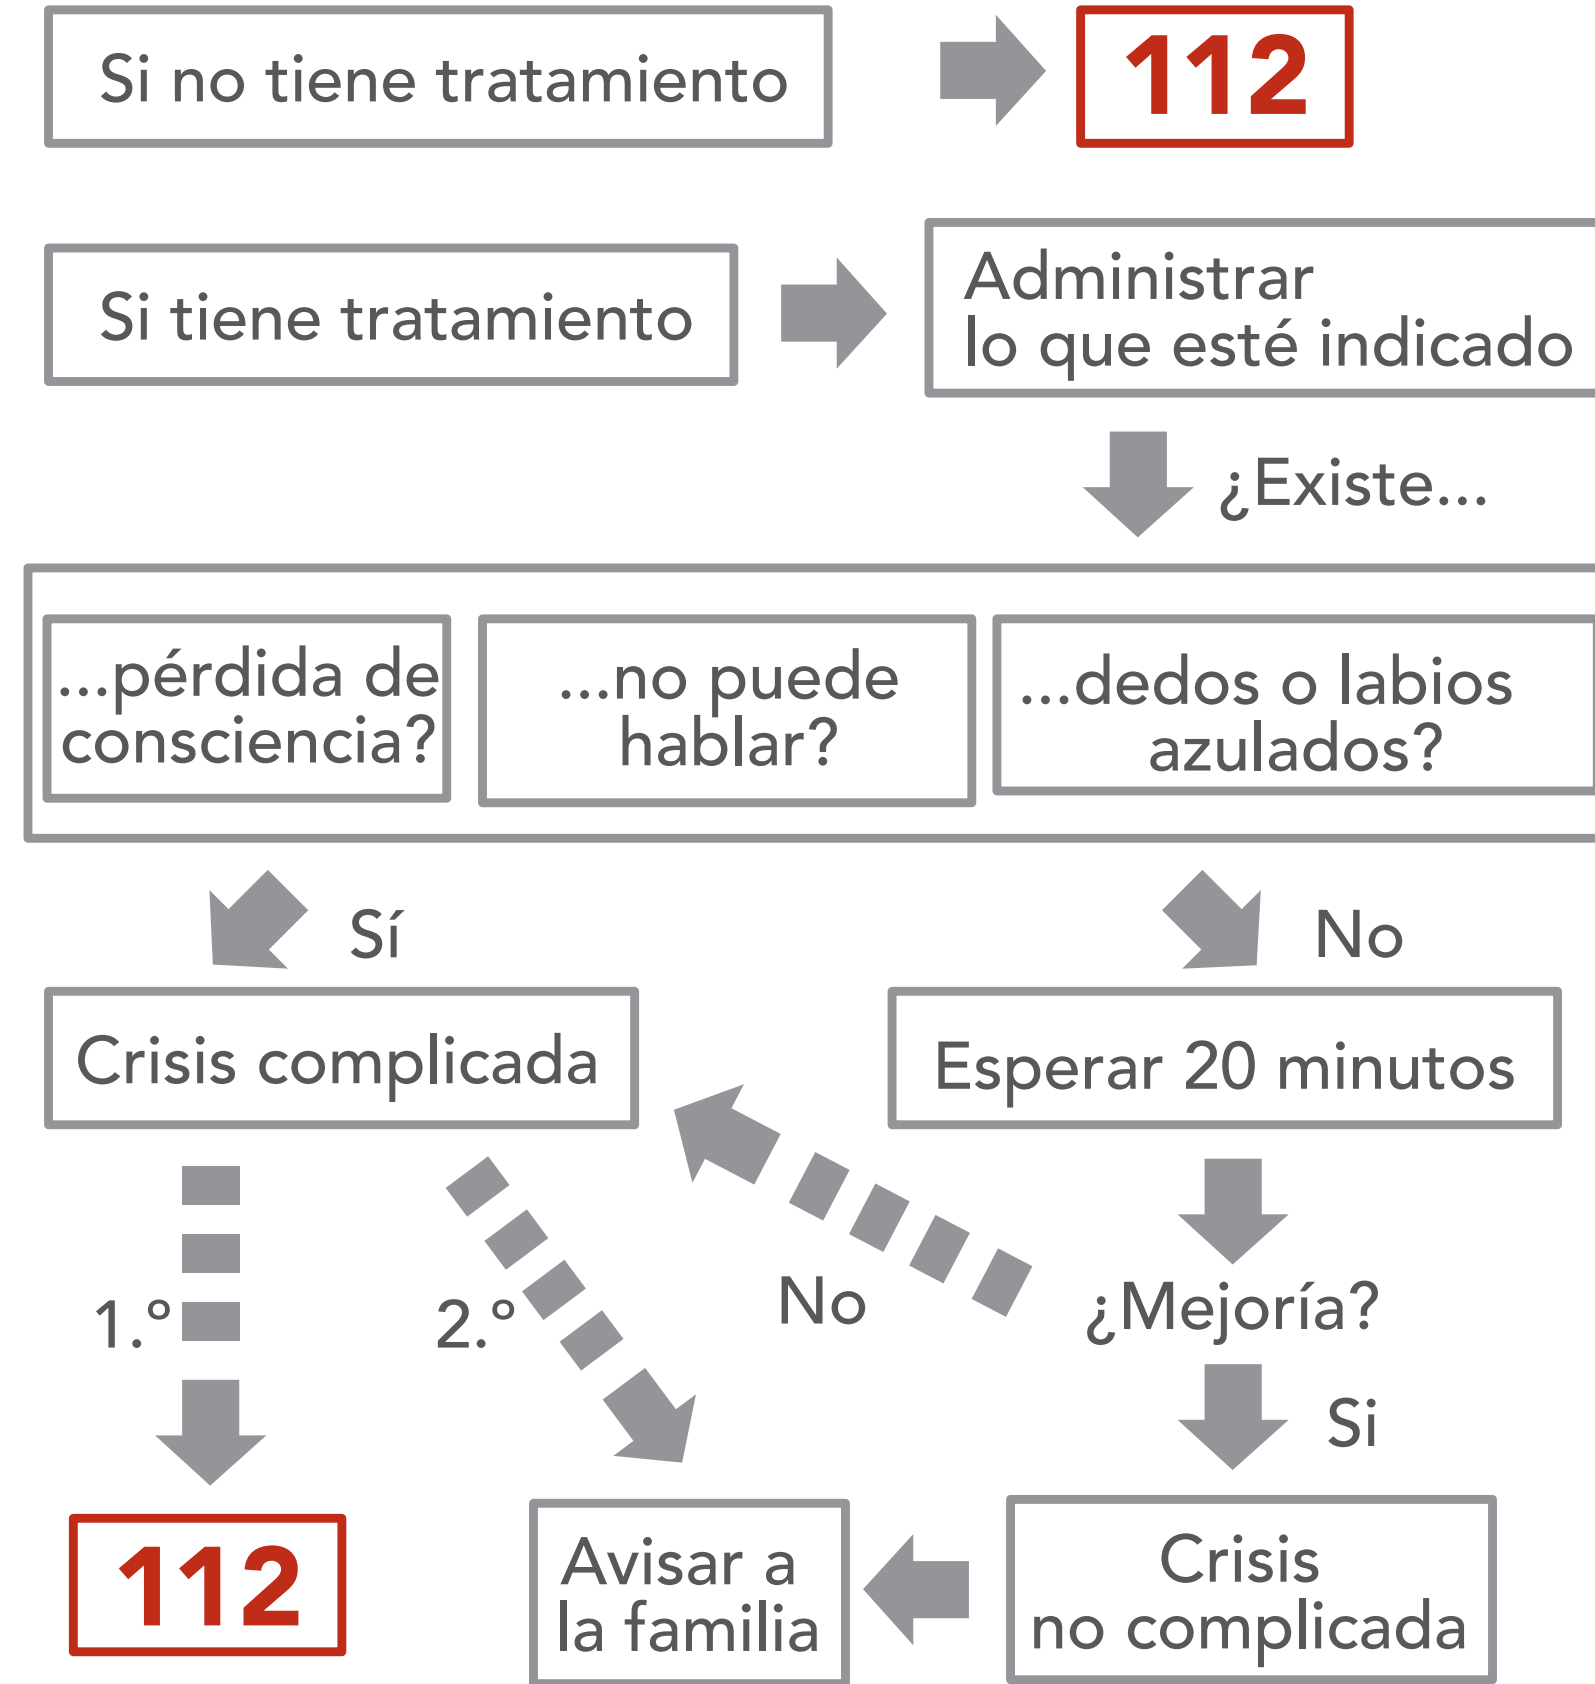 Si no tiene tratamiento
112
Si tiene tratamiento
Administrar
lo que esté indicado
¿Existe...
...pérdida de
consciencia?
...no puede
hablar?
...dedos o labios
azulados?
Sí
No
Crisis complicada
Esperar 20 minutos
1.º
2.º
No
¿Mejoría?
Si
112
Avisar a
la familia
Crisis
no complicada